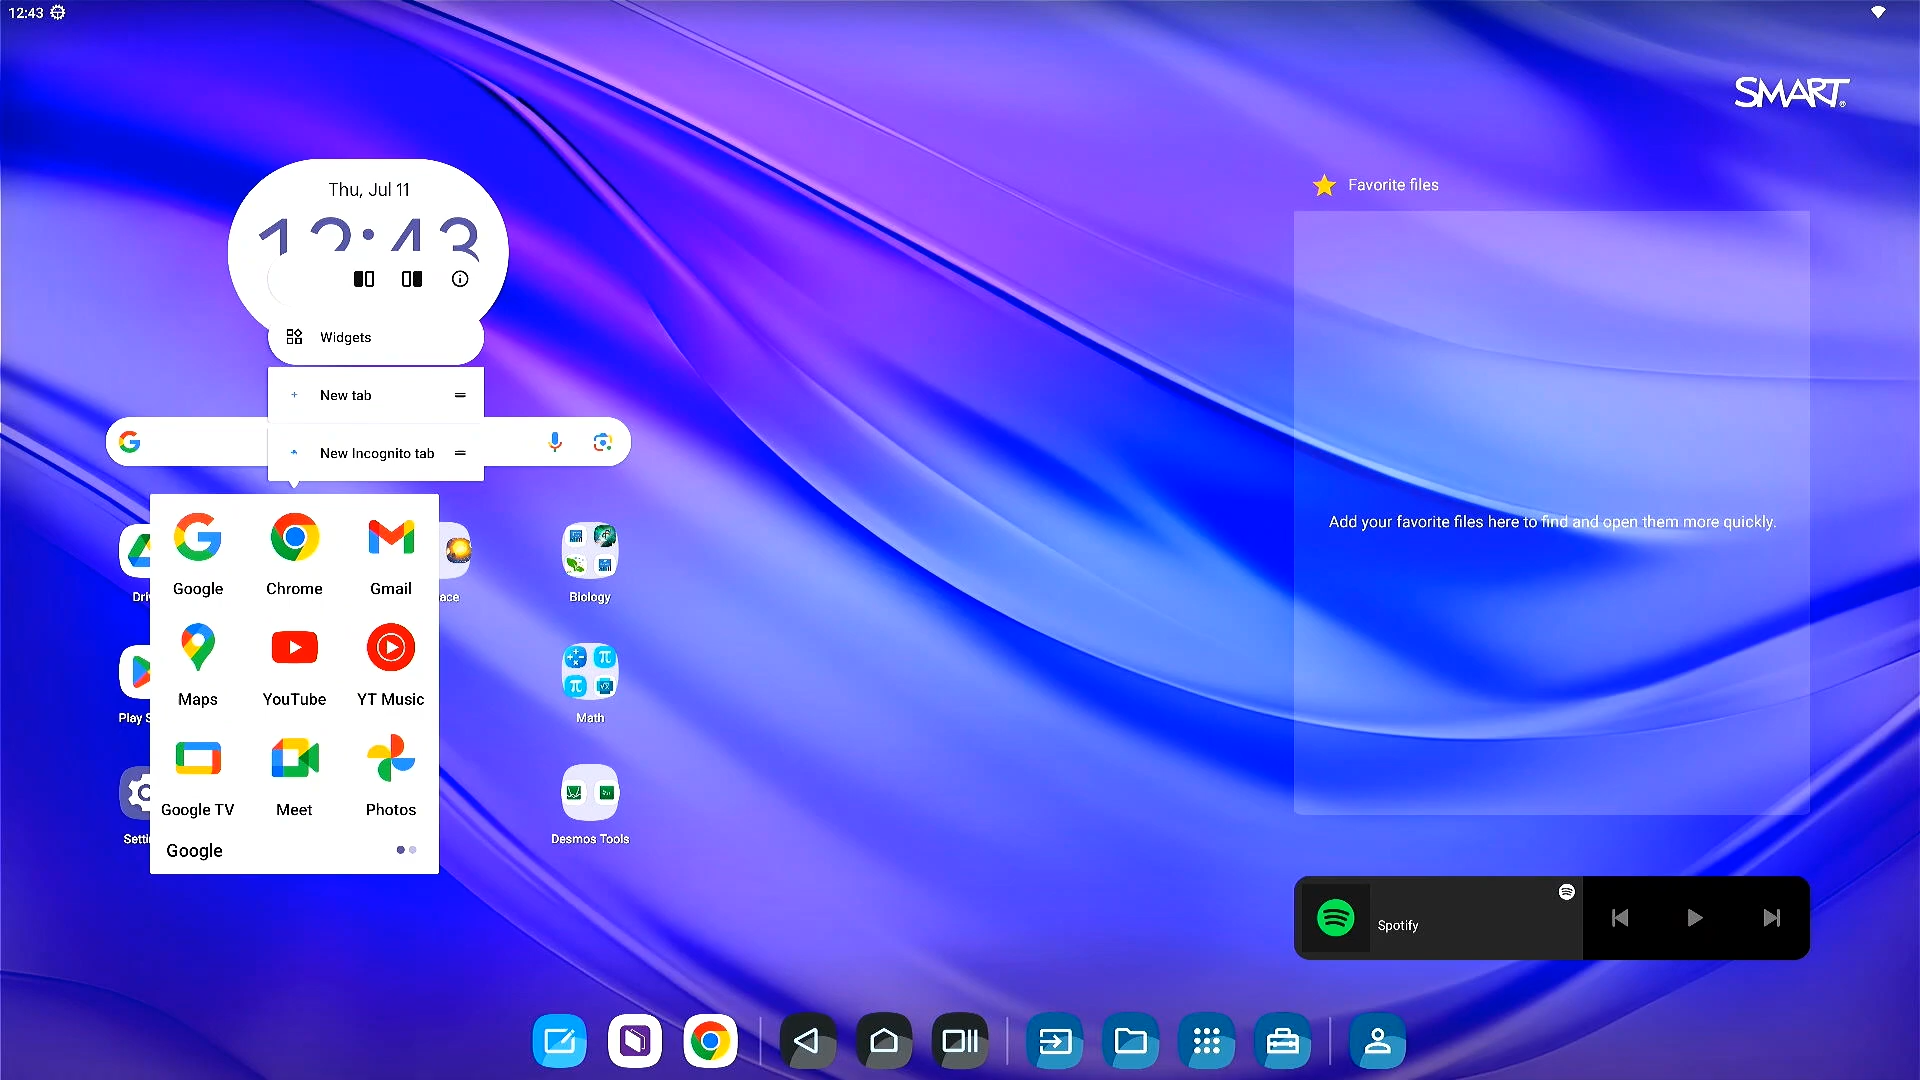 12:43
SMART
Thu, Jul 11
12:43
Favorite files
Widgets
New tab
New Incognito tab
Add your favorite files here to find and open them more quickly.
Google
Chrome
Gmail
Biology
Maps
YouTube
YT Music
Play S
Math
Google TV
Meet
Photos
Desmos Tools
Google
Spotify